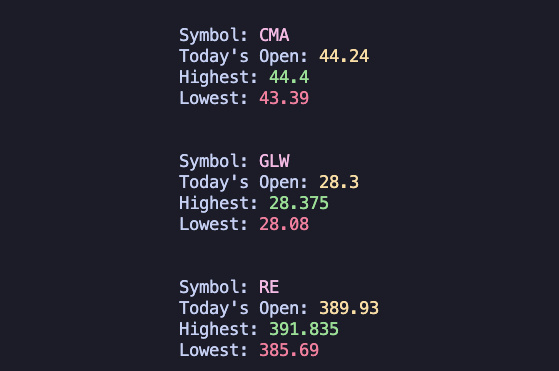 Symbol: CMA
Today's Open: 44.24
Highest: 44.4
Lowest: 43.39
Symbol: GLW
Today's Open: 28.3
Highest: 28.375
Lowest: 28.08
Symbol: RE
Today's Open: 389.93
Highest: 391.835
Lowest: 385.69